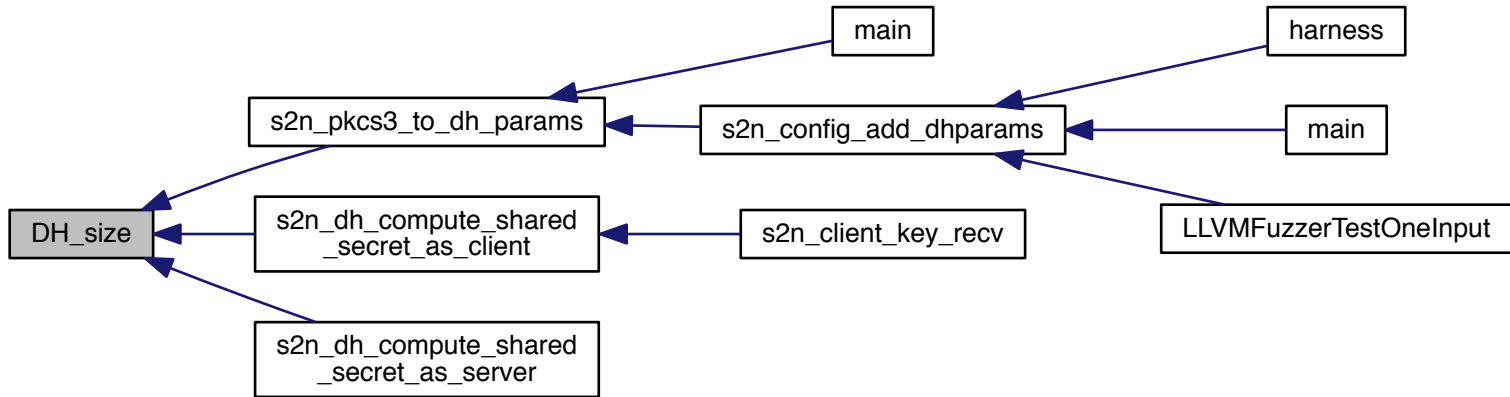 main
harness
s2n_pkcs3_to_dh_params
s2n_config_add_dhparams
main
DH_size
s2n_dh_compute_shared
_secret_as_client
s2n_client_key_recv
LLVMFuzzerTestOneInput
s2n_dh_compute_shared
_secret_as_server